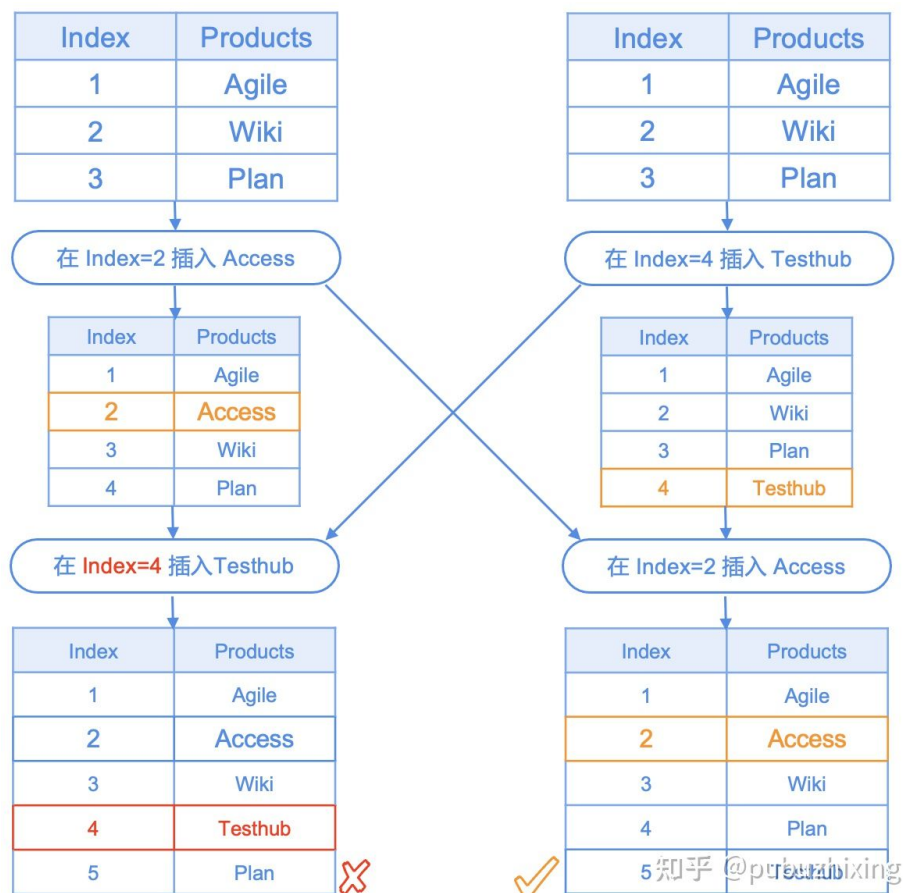 Index Products
1 Agile
2 Wiki
3 Plan
在 Index=2 插入 Access
Index Products
1 Agile
2 Access
3 Wiki
4 Plan
在 Index=4 插入Testhub
Index Products
1 Agile
2 Access
3 Wiki
4 Testhub
5 Plan
Index Products
1 Agile
2 Wiki
3 Plan
在 Index=4 插入 Testhub
Index Products
1 Agile
2 Wiki
3 Plan
4 Testhub
在 Index=2 插入 Access
Index Products
1 Agile
2 Access
3 Wiki
4 Plan
5 Testhub
知乎 @pubuzhixing